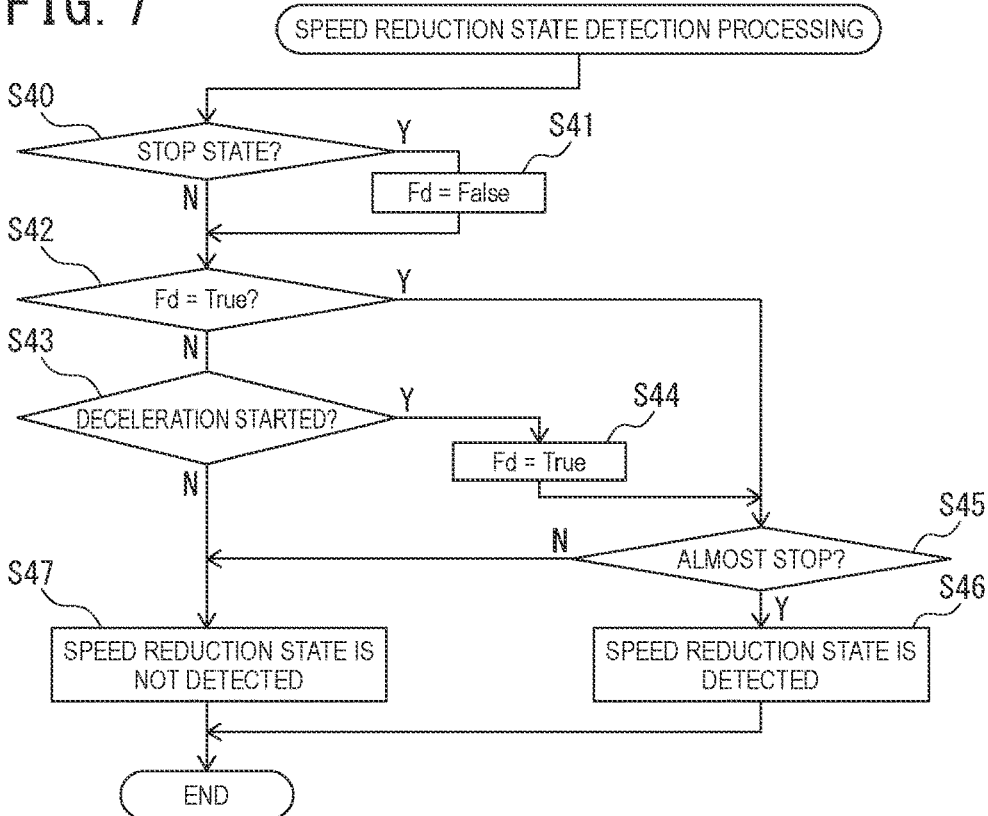 FIG. 7
SPEED REDUCTION STATE DETECTION PROCESSING
S40
STOP STATE?
Y
S41
Fd = False
N
S42
Fd = True?
Y
N
S43
DECELERATION STARTED?
Y
S44
Fd = True
N
S45
ALMOST STOP?
N
Y
S47
SPEED REDUCTION STATE IS
NOT DETECTED
S46
SPEED REDUCTION STATE IS
DETECTED
END